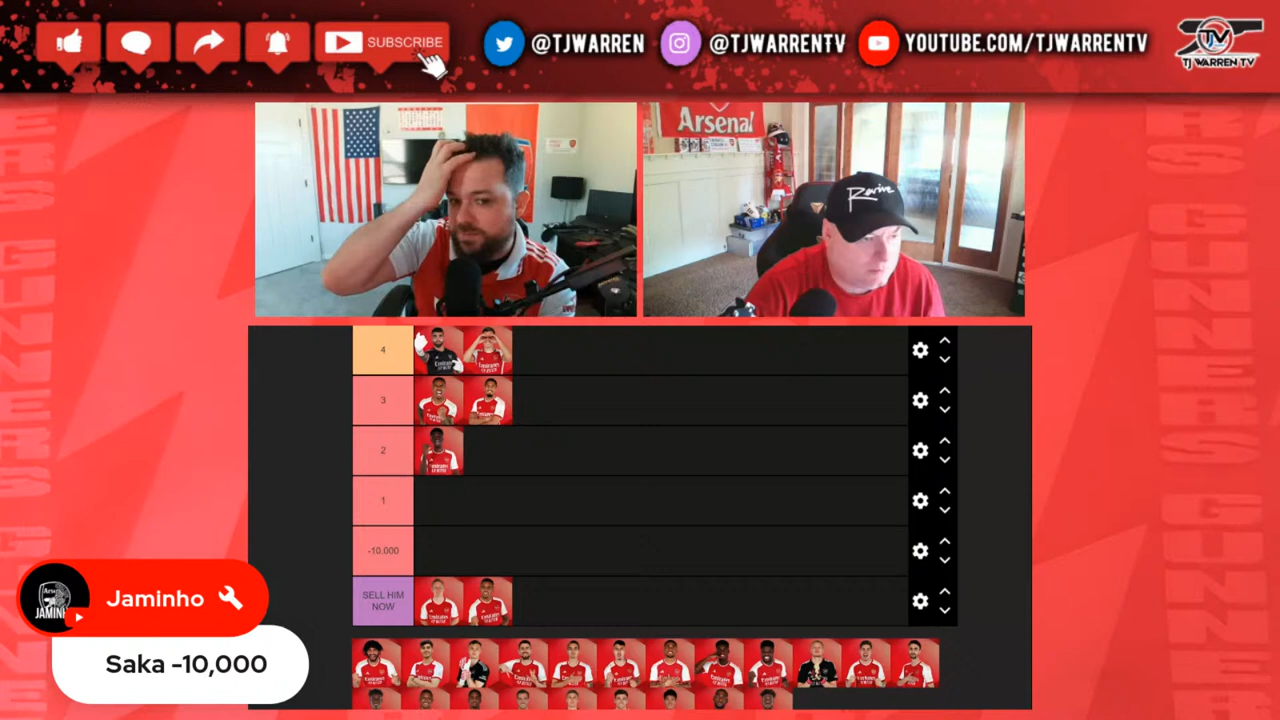 SUBSCRIBE
@TJWARREN
@TJWARRENTV
YOUTUBE.COM/TJWARRENTV
TJ WARREN TV
Arsenal
Revive
4
3
2
1
-10,000
SELL HIM
NOW
Jaminho
Saka -10,000